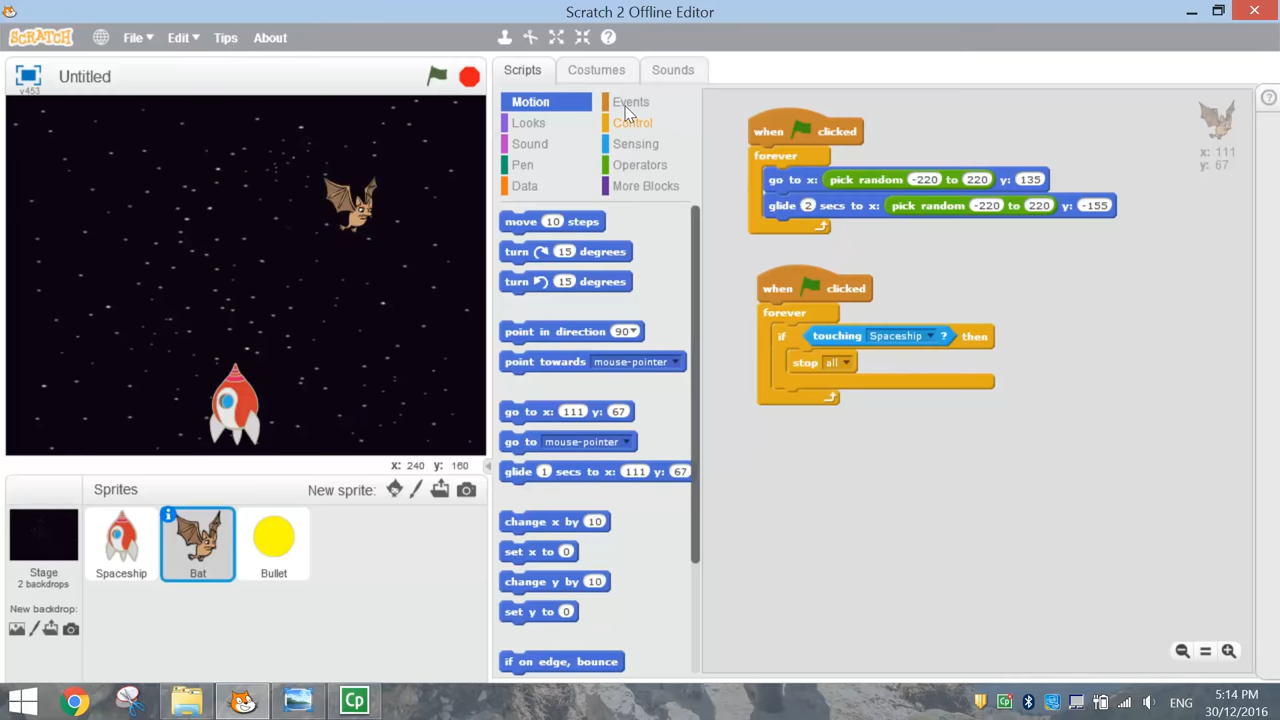 Scratch 2 Offline Editor
SCRATCH File Edit Tips About
v453 Untitled
Scripts Costumes Sounds
Motion Events
Looks Control
Sound Sensing
Pen Operators
Data More Blocks
move 10 steps
turn 15 degrees
turn 15 degrees
point in direction 90
point towards mouse-pointer
go to x: 111 y: 67
go to mouse-pointer
glide 1 secs to x: 111 y: 67
change x by 10
set x to 0
change y by 10
set y to 0
if on edge, bounce
when clicked
forever
go to x: pick random -220 to 220 y: 135
glide 2 secs to x: pick random -220 to 220 y: -155
when clicked
forever
if touching Spaceship ? then
stop all
x: 111
y: 67
x: 240 y: 160
Sprites New sprite:
Stage
2 backdrops
New backdrop:
Spaceship
Bat
Bullet
Cp
Cp
ENG
5:14 PM
30/12/2016